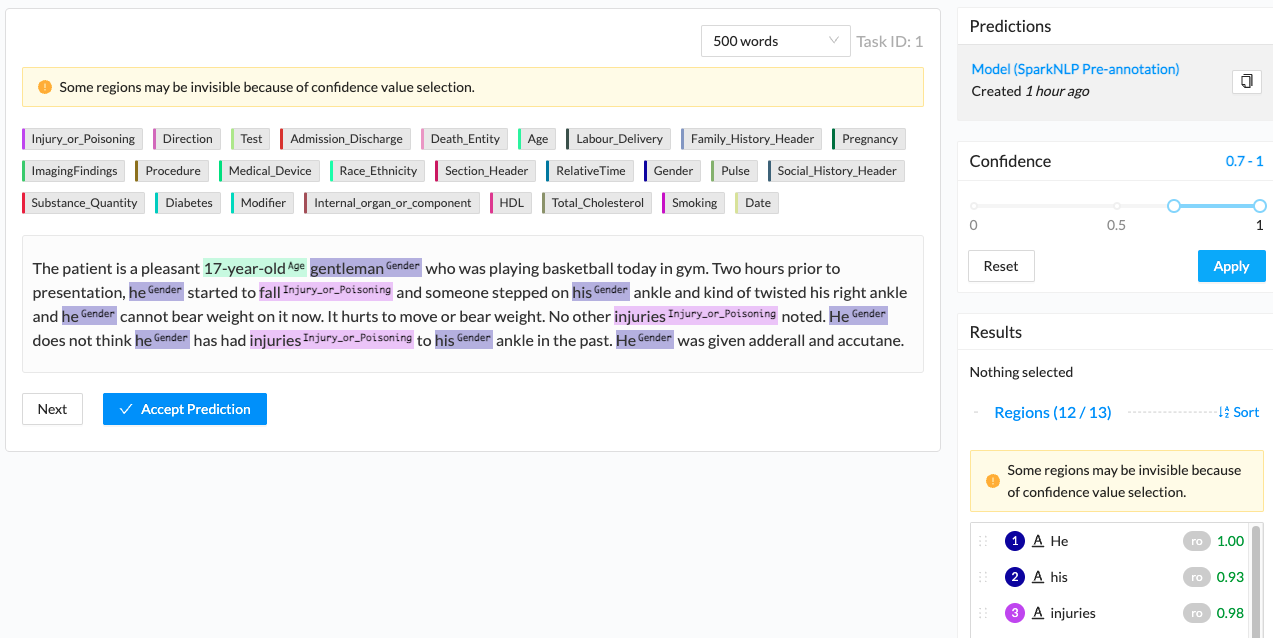 500 words
Task ID: 1
Some regions may be invisible because of confidence value selection.
Injury_or_Poisoning Direction Test Admission_Discharge Death_Entity Age Labour_Delivery Family_History_Header Pregnancy
ImagingFindings Procedure Medical_Device Race_Ethnicity Section_Header RelativeTime Gender Pulse Social_History_Header
Substance_Quantity Diabetes Modifier Internal_organ_or_component HDL Total_Cholesterol Smoking Date
The patient is a pleasant 17-year-old Age gentleman Gender who was playing basketball today in gym. Two hours prior to
presentation, he Gender started to fall Injury_or_Poisoning and someone stepped on his Gender ankle and kind of twisted his right ankle
and he Gender cannot bear weight on it now. It hurts to move or bear weight. No other injuries Injury_or_Poisoning noted. He Gender
does not think he Gender has had injuries Injury_or_Poisoning to his Gender ankle in the past. He Gender was given adderall and accutane.
Next
Accept Prediction
Predictions
Model (SparkNLP Pre-annotation)
Created 1 hour ago
Confidence 0.7 - 1
0 0.5 1
Reset Apply
Results
Nothing selected
Regions (12 / 13) Sort
Some regions may be invisible because
of confidence value selection.
1 A He ro 1.00
2 A his ro 0.93
3 A injuries ro 0.98